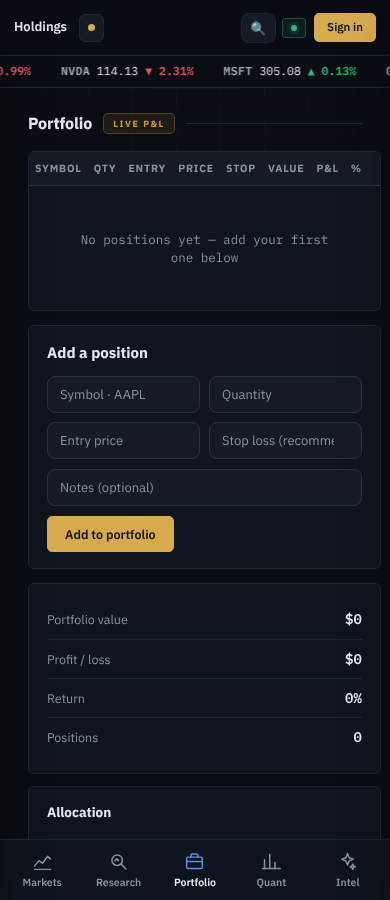 Holdings
Sign in
0.99% NVDA 114.13 ▼ 2.31% MSFT 305.08 ▲ 0.13%
Portfolio LIVE P&L
SYMBOL QTY ENTRY PRICE STOP VALUE P&L %
No positions yet — add your first
one below
Add a position
Symbol · AAPL Quantity
Entry price Stop loss (recomme
Notes (optional)
Add to portfolio
Portfolio value $0
Profit / loss $0
Return 0%
Positions 0
Allocation
Markets Research Portfolio Quant Intel